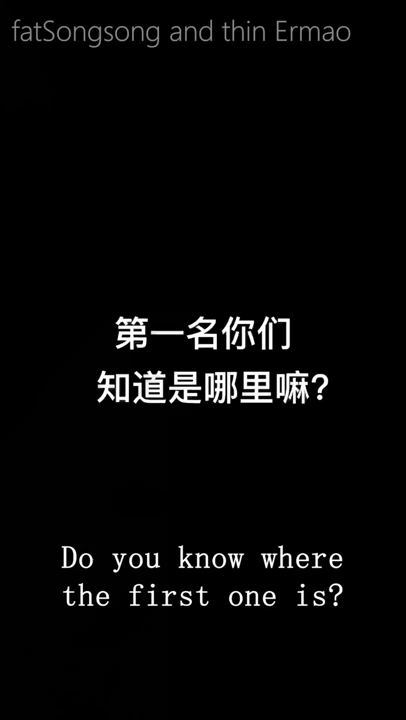 fatSongsong and thin Ermao
第一名你们
知道是哪里嘛?
Do you know where
the first one is?